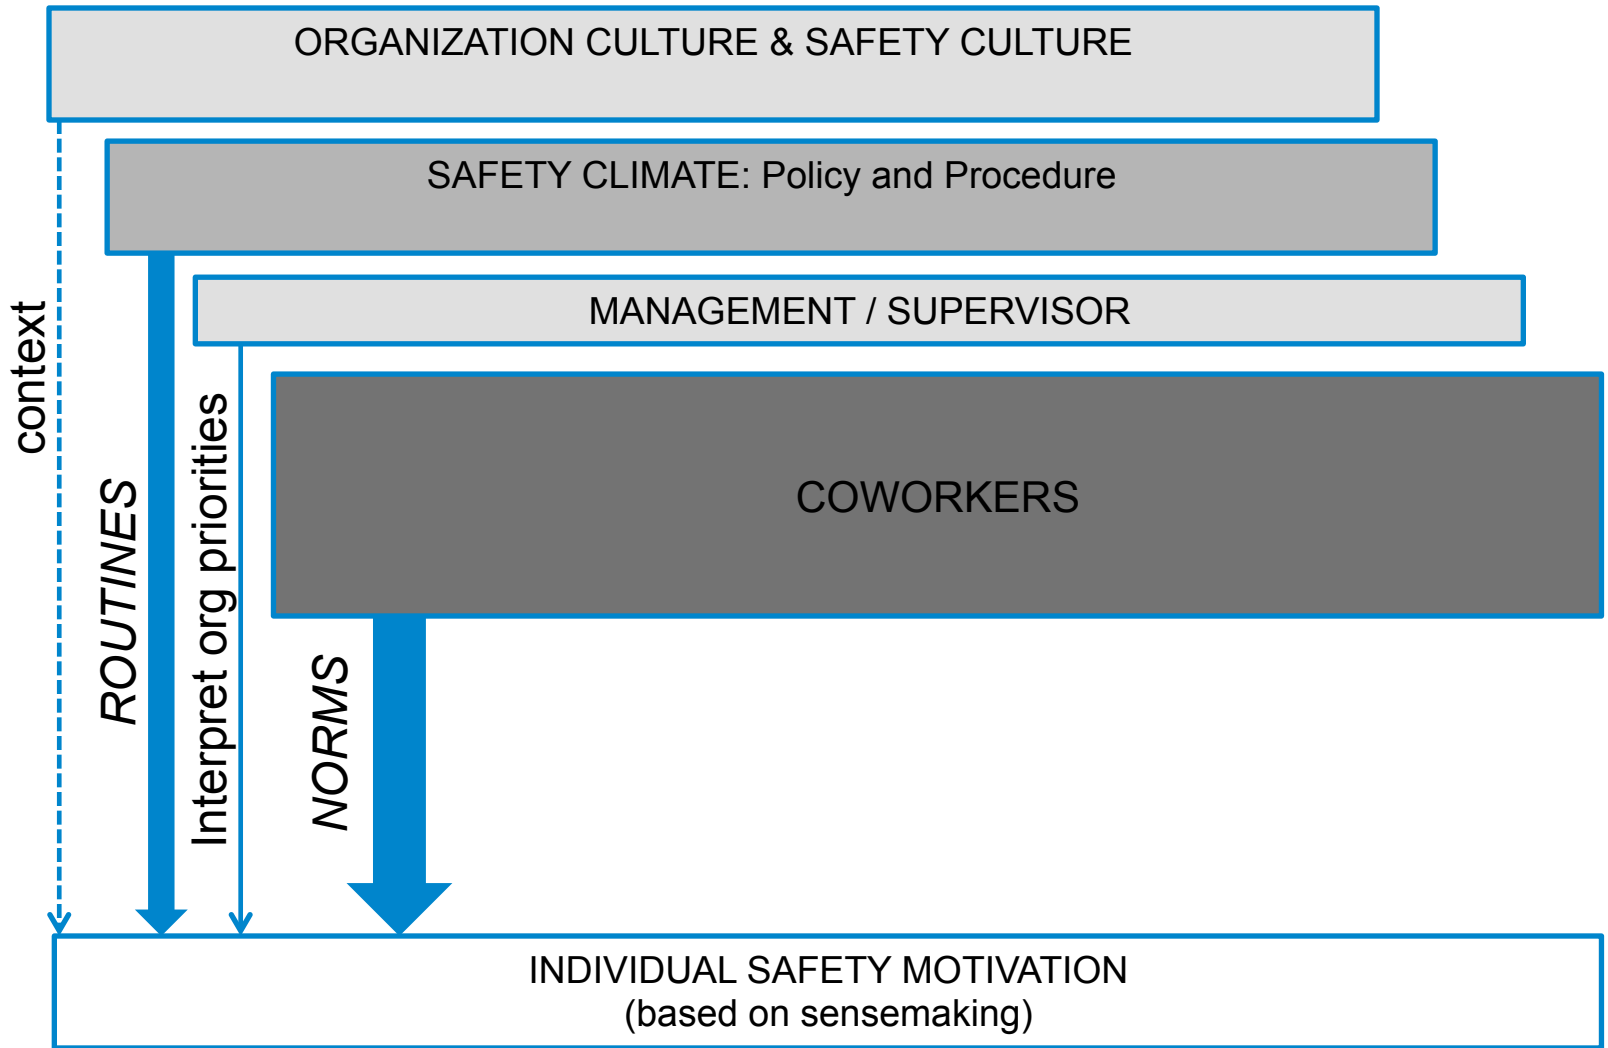 ORGANIZATION CULTURE & SAFETY CULTURE
SAFETY CLIMATE: Policy and Procedure
MANAGEMENT / SUPERVISOR
COWORKERS
context
ROUTINES
Interpret org priorities
NORMS
INDIVIDUAL SAFETY MOTIVATION
(based on sensemaking)